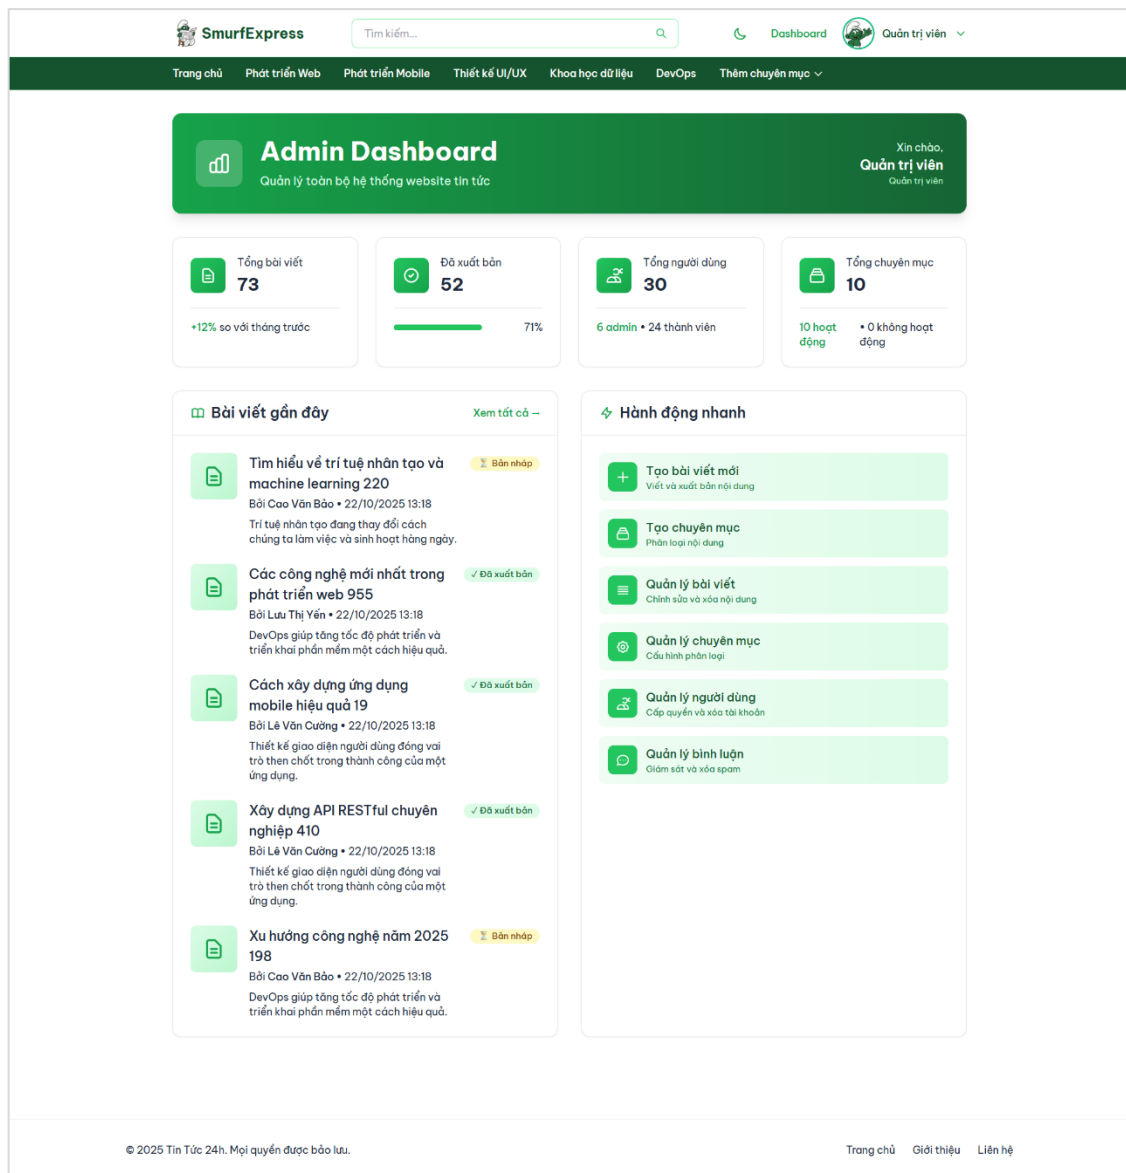 SmurfExpress
Tìm kiếm...
Dashboard
Quản trị viên
Trang chủ
Phát triển Web
Phát triển Mobile
Thiết kế UI/UX
Khoa học dữ liệu
DevOps
Thêm chuyên mục
Admin Dashboard
Quản lý toàn bộ hệ thống website tin tức
Xin chào,
Quản trị viên
Quản trị viên
Tổng bài viết
73
+12% so với tháng trước
Đã xuất bản
52
71%
Tổng người dùng
30
6 admin • 24 thành viên
Tổng chuyên mục
10
10 hoạt động
• 0 không hoạt động
Bài viết gần đây
Xem tất cả →
Tìm hiểu về trí tuệ nhân tạo và
machine learning 220
⏳ Bản nháp
Bởi Cao Văn Bảo • 22/10/2025 13:18
Trí tuệ nhân tạo đang thay đổi cách
chúng ta làm việc và sinh hoạt hàng ngày.
Các công nghệ mới nhất trong
phát triển web 955
✓ Đã xuất bản
Bởi Lưu Thị Yến • 22/10/2025 13:18
DevOps giúp tăng tốc độ phát triển và
triển khai phần mềm một cách hiệu quả.
Cách xây dựng ứng dụng
mobile hiệu quả 19
✓ Đã xuất bản
Bởi Lê Văn Cường • 22/10/2025 13:18
Thiết kế giao diện người dùng đóng vai
trò then chốt trong thành công của một
ứng dụng.
Xây dựng API RESTful chuyên
nghiệp 410
✓ Đã xuất bản
Bởi Lê Văn Cường • 22/10/2025 13:18
Thiết kế giao diện người dùng đóng vai
trò then chốt trong thành công của một
ứng dụng.
Xu hướng công nghệ năm 2025
198
⏳ Bản nháp
Bởi Cao Văn Bảo • 22/10/2025 13:18
DevOps giúp tăng tốc độ phát triển và
triển khai phần mềm một cách hiệu quả.
Hành động nhanh
Tạo bài viết mới
Viết và xuất bản nội dung
Tạo chuyên mục
Phân loại nội dung
Quản lý bài viết
Chỉnh sửa và xóa nội dung
Quản lý chuyên mục
Cấu hình phân loại
Quản lý người dùng
Cấp quyền và xóa tài khoản
Quản lý bình luận
Giám sát và xóa spam
© 2025 Tin Tức 24h. Mọi quyền được bảo lưu.
Trang chủ
Giới thiệu
Liên hệ